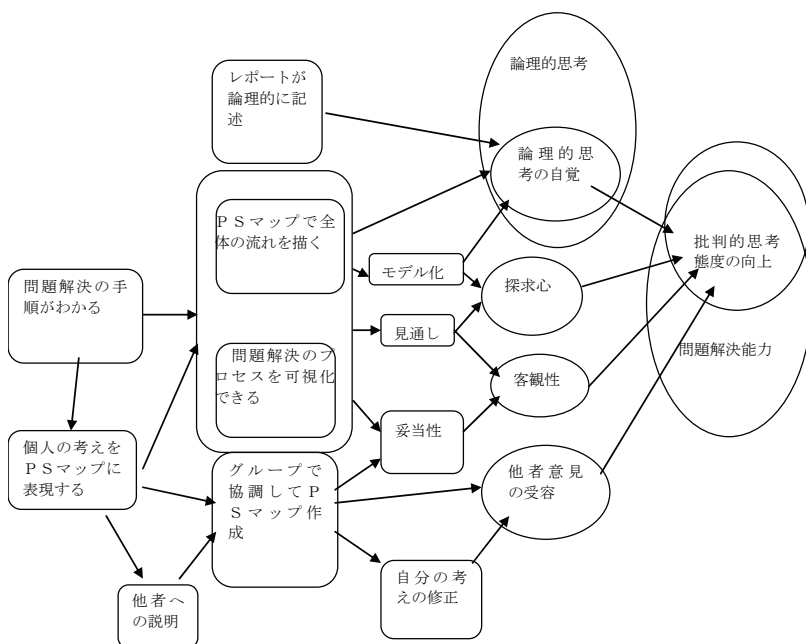 論理的思考
レポートが
論理的に記
述
論理的思
考の自覚
PSマップで全
体の流れを描く
批判的思考
態度の向上
モデル化
探求心
問題解決の手
順がわかる
見通し
問題解決能力
問題解決のプ
ロセスを可視化
できる
客観性
妥当性
個人の考えを
PSマップに
表現する
グループで
協調してP
Sマップ作
成
他者意見
の受容
自分の考
えの修正
他者へ
の説明